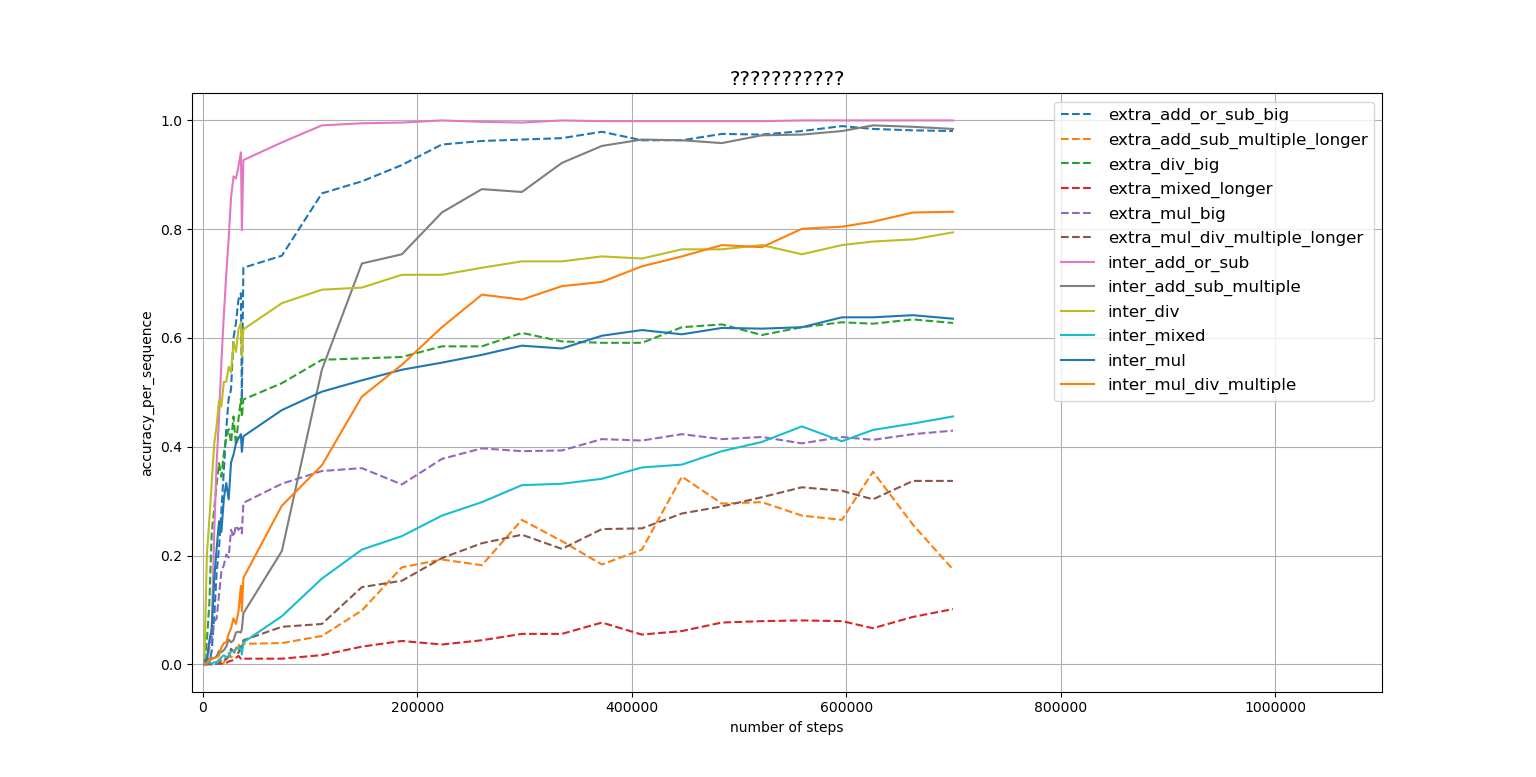 ???????????
accuracy_per_sequence
1.0
0.8
0.6
0.4
0.2
0.0
0
200000
400000
600000
800000
1000000
number of steps
extra_add_or_sub_big
extra_add_sub_multiple_longer
extra_div_big
extra_mixed_longer
extra_mul_big
extra_mul_div_multiple_longer
inter_add_or_sub
inter_add_sub_multiple
inter_div
inter_mixed
inter_mul
inter_mul_div_multiple